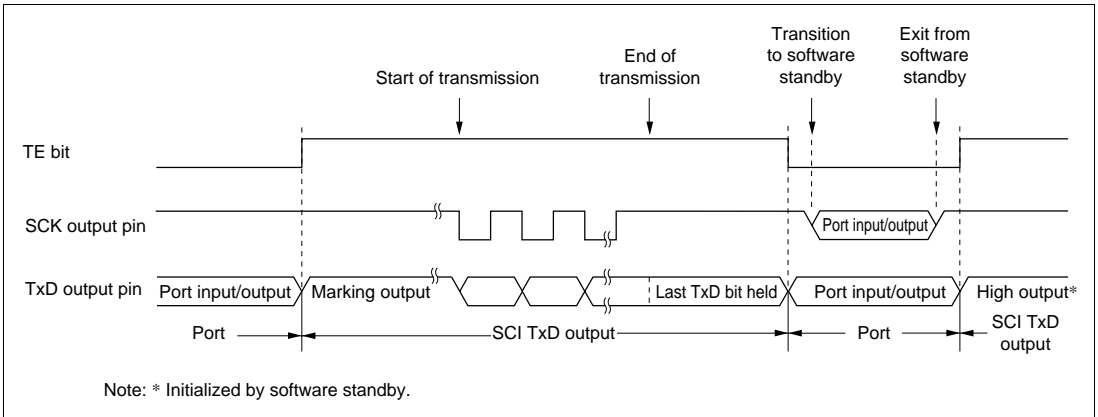 Start of transmission
End of
transmission
Transition
to software
standby
Exit from
software
standby
TE bit
SCK output pin
Port input/output
TxD output pin
Port input/output
Marking output
Last TxD bit held
Port input/output
High output*
Port
SCI TxD output
Port
SCI TxD
output
Note: * Initialized by software standby.